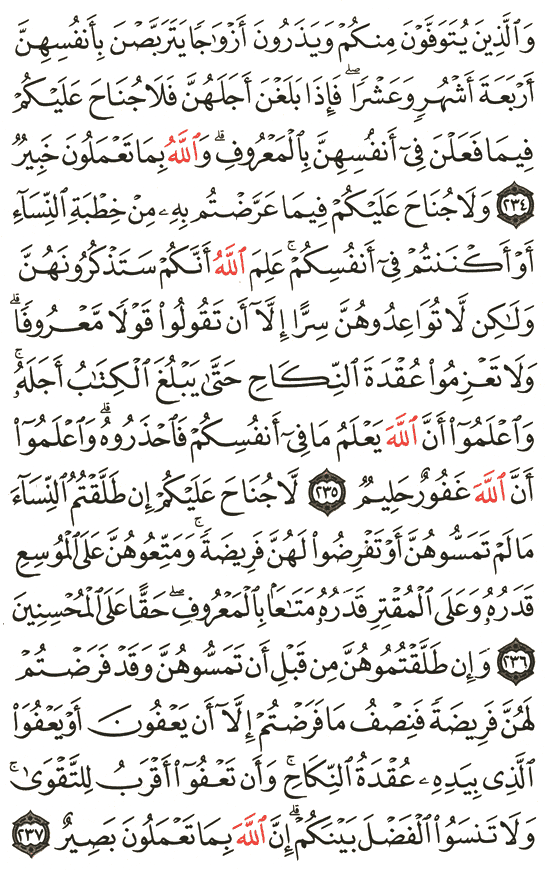 وَٱلَّذِينَ يُتَوَفَّوْنَ مِنكُمْ وَيَذَرُونَ أَزْوَٰجًا يَتَرَبَّصْنَ بِأَنفُسِهِنَّ
أَرْبَعَةَ أَشْهُرٍ وَعَشْرًا ۖ فَإِذَا بَلَغْنَ أَجَلَهُنَّ فَلَا جُنَاحَ عَلَيْكُمْ
فِيمَا فَعَلْنَ فِىٓ أَنفُسِهِنَّ بِٱلْمَعْرُوفِ ۗ وَٱللَّهُ بِمَا تَعْمَلُونَ خَبِيرٌ
٢٣٤ وَلَا جُنَاحَ عَلَيْكُمْ فِيمَا عَرَّضْتُم بِهِۦ مِنْ خِطْبَةِ ٱلنِّسَآءِ
أَوْ أَكْنَنتُمْ فِىٓ أَنفُسِكُمْ ۚ عَلِمَ ٱللَّهُ أَنَّكُمْ سَتَذْكُرُونَهُنَّ
وَلَٰكِن لَّا تُوَاعِدُوهُنَّ سِرًّا إِلَّآ أَن تَقُولُوا۟ قَوْلًا مَّعْرُوفًا ۚ
وَلَا تَعْزِمُوا۟ عُقْدَةَ ٱلنِّكَاحِ حَتَّىٰ يَبْلُغَ ٱلْكِتَٰبُ أَجَلَهُۥ ۚ
وَٱعْلَمُوٓا۟ أَنَّ ٱللَّهَ يَعْلَمُ مَا فِىٓ أَنفُسِكُمْ فَٱحْذَرُوهُ ۚ وَٱعْلَمُوٓا۟
أَنَّ ٱللَّهَ غَفُورٌ حَلِيمٌ ٢٣٥ لَّا جُنَاحَ عَلَيْكُمْ إِن طَلَّقْتُمُ ٱلنِّسَآءَ
مَا لَمْ تَمَسُّوهُنَّ أَوْ تَفْرِضُوا۟ لَهُنَّ فَرِيضَةً ۚ وَمَتِّعُوهُنَّ عَلَى ٱلْمُوسِعِ
قَدَرُهُۥ وَعَلَى ٱلْمُقْتِرِ قَدَرُهُۥ مَتَٰعًۢا بِٱلْمَعْرُوفِ ۖ حَقًّا عَلَى ٱلْمُحْسِنِينَ
٢٣٦ وَإِن طَلَّقْتُمُوهُنَّ مِن قَبْلِ أَن تَمَسُّوهُنَّ وَقَدْ فَرَضْتُمْ
لَهُنَّ فَرِيضَةً فَنِصْفُ مَا فَرَضْتُمْ إِلَّآ أَن يَعْفُونَ أَوْ يَعْفُوَا۟
ٱلَّذِى بِيَدِهِۦ عُقْدَةُ ٱلنِّكَاحِ ۚ وَأَن تَعْفُوٓا۟ أَقْرَبُ لِلتَّقْوَىٰ ۚ
وَلَا تَنسَوُا۟ ٱلْفَضْلَ بَيْنَكُمْ ۚ إِنَّ ٱللَّهَ بِمَا تَعْمَلُونَ بَصِيرٌ ٢٣٧